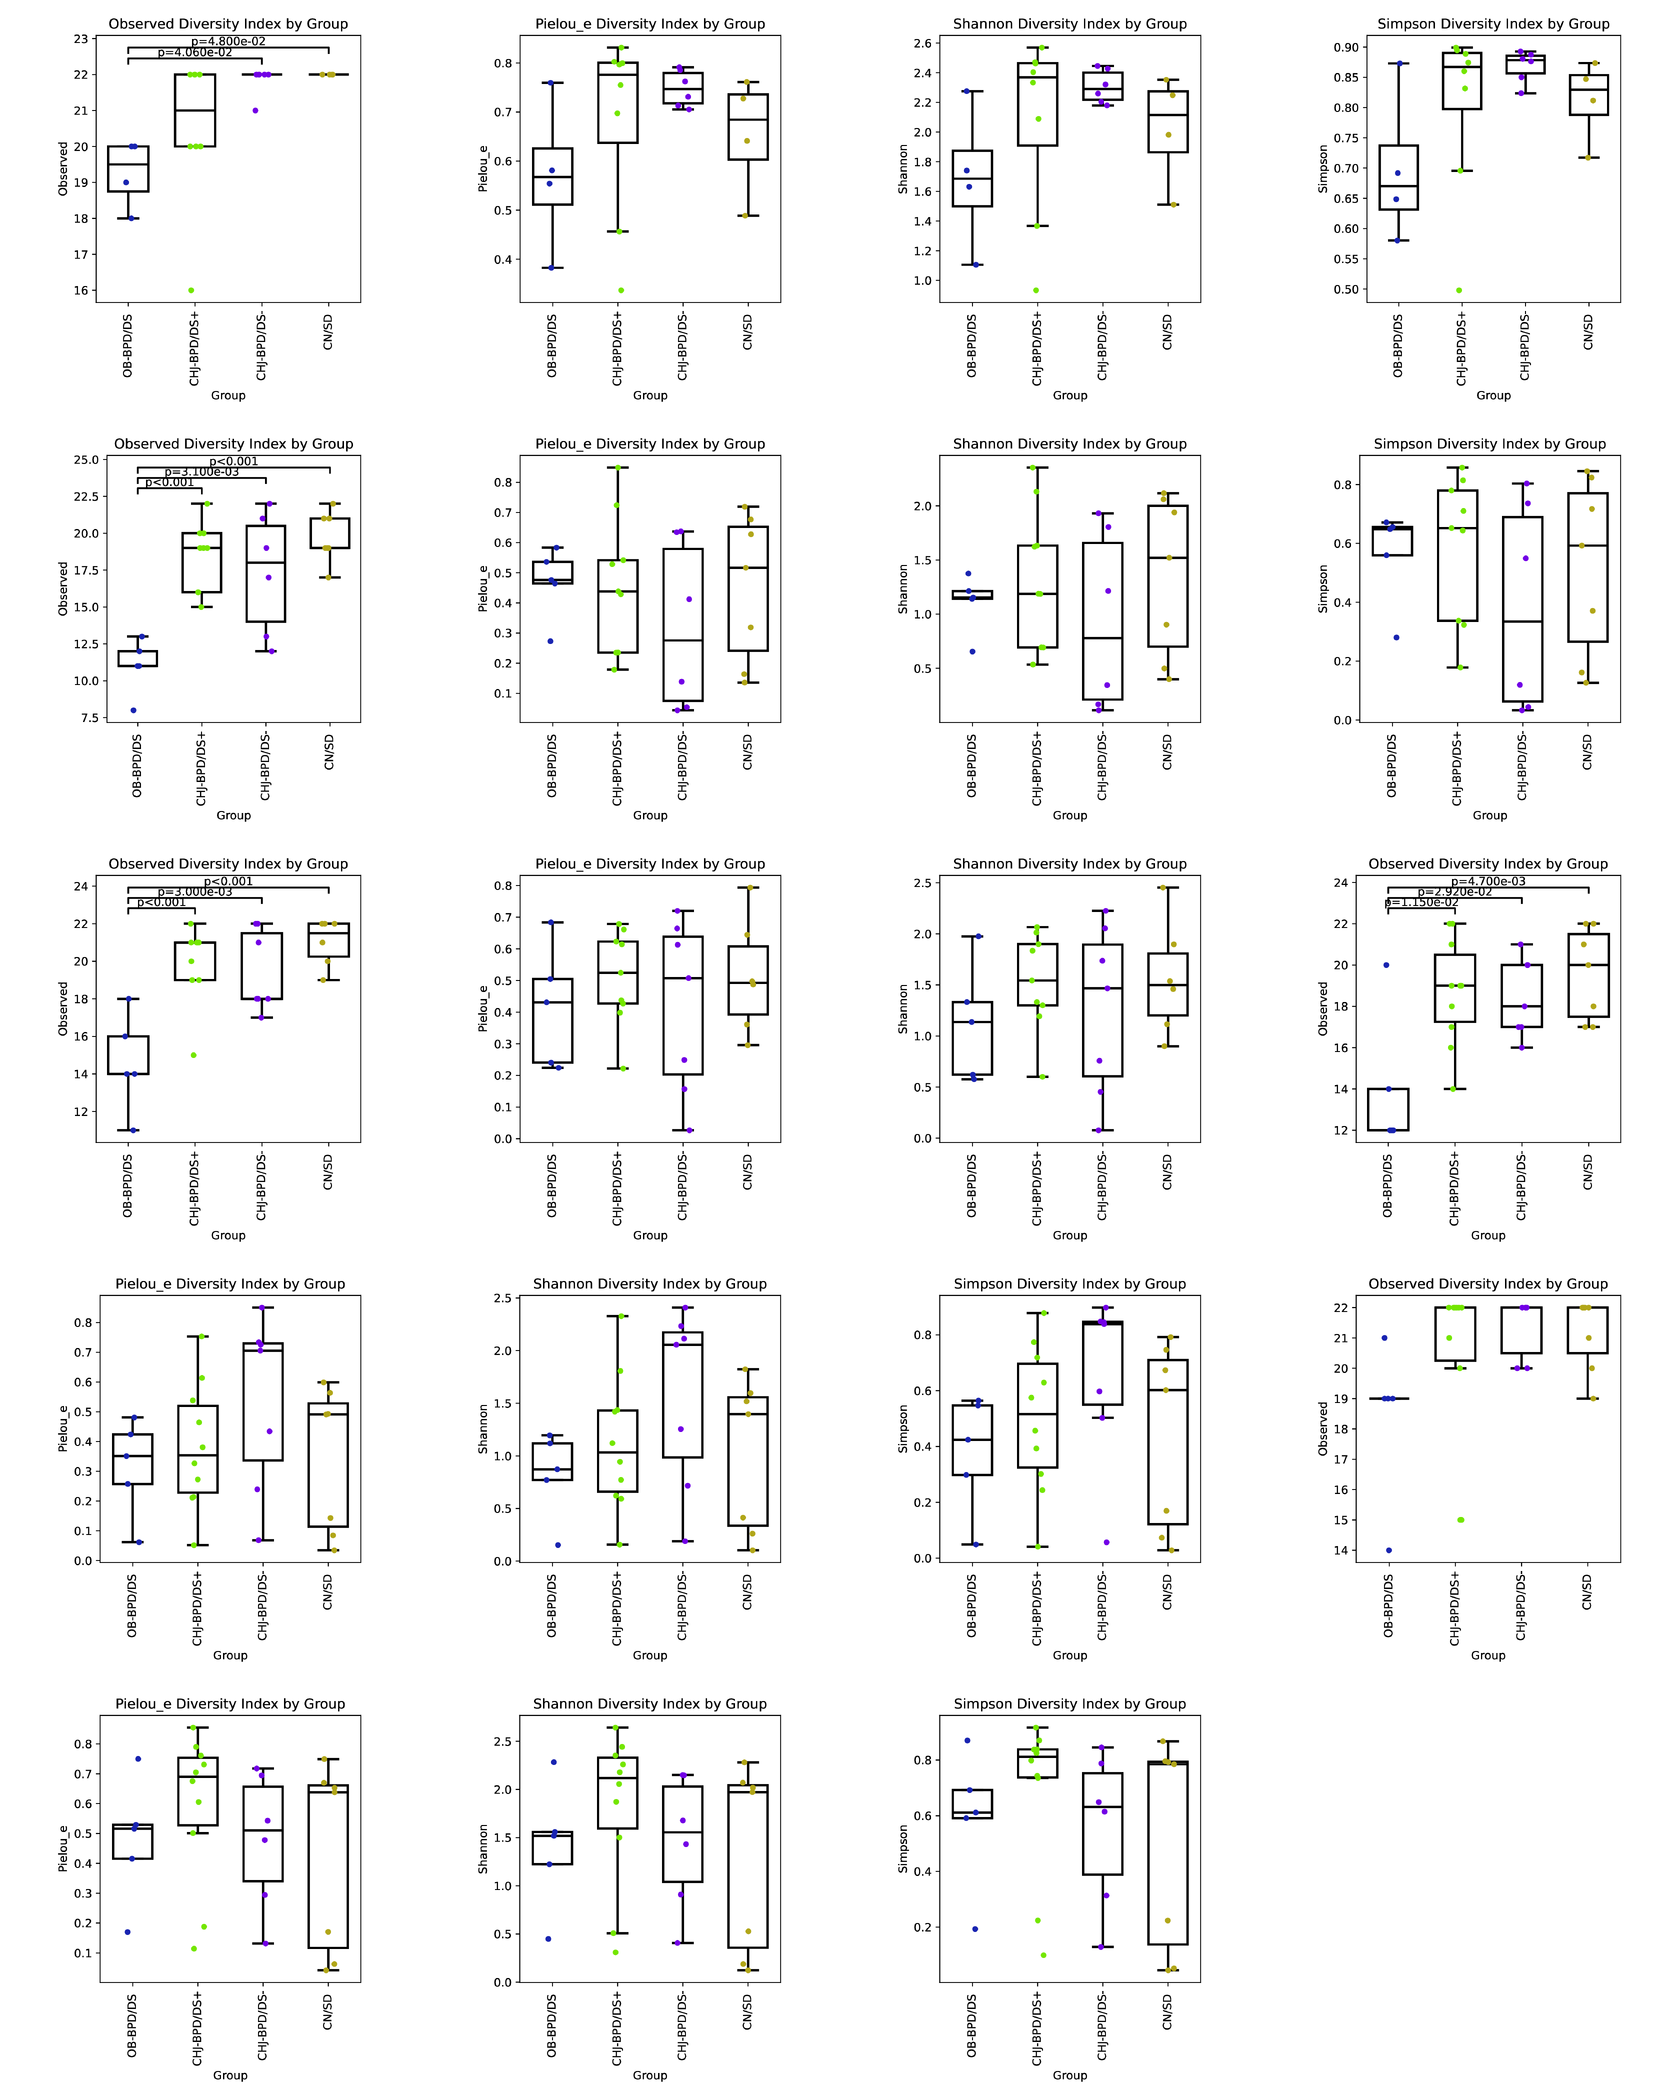 Observed Diversity Index by Group
p=4.800e-02
p=4.060e-02
23
22
21
20
19
18
17
16
Observed
OB-BPD/DS
CHJ-BPD/DS+
CHJ-BPD/DS-
CN/SD
Group
Pielou_e Diversity Index by Group
0.8
0.7
0.6
0.5
0.4
Pielou_e
OB-BPD/DS
CHJ-BPD/DS+
CHJ-BPD/DS-
CN/SD
Group
Shannon Diversity Index by Group
2.6
2.4
2.2
2.0
1.8
1.6
1.4
1.2
1.0
Shannon
OB-BPD/DS
CHJ-BPD/DS+
CHJ-BPD/DS-
CN/SD
Group
Simpson Diversity Index by Group
0.90
0.85
0.80
0.75
0.70
0.65
0.60
0.55
0.50
Simpson
OB-BPD/DS
CHJ-BPD/DS+
CHJ-BPD/DS-
CN/SD
Group
Observed Diversity Index by Group
p<0.001
p=3.100e-03
p<0.001
25.0
22.5
20.0
17.5
15.0
12.5
10.0
7.5
Observed
OB-BPD/DS
CHJ-BPD/DS+
CHJ-BPD/DS-
CN/SD
Group
Pielou_e Diversity Index by Group
0.8
0.7
0.6
0.5
0.4
0.3
0.2
0.1
Pielou_e
OB-BPD/DS
CHJ-BPD/DS+
CHJ-BPD/DS-
CN/SD
Group
Shannon Diversity Index by Group
2.0
1.5
1.0
0.5
Shannon
OB-BPD/DS
CHJ-BPD/DS+
CHJ-BPD/DS-
CN/SD
Group
Simpson Diversity Index by Group
0.8
0.6
0.4
0.2
0.0
Simpson
OB-BPD/DS
CHJ-BPD/DS+
CHJ-BPD/DS-
CN/SD
Group
Observed Diversity Index by Group
p<0.001
p=3.000e-03
p<0.001
24
22
20
18
16
14
12
Observed
OB-BPD/DS
CHJ-BPD/DS+
CHJ-BPD/DS-
CN/SD
Group
Pielou_e Diversity Index by Group
0.8
0.7
0.6
0.5
0.4
0.3
0.2
0.1
0.0
Pielou_e
OB-BPD/DS
CHJ-BPD/DS+
CHJ-BPD/DS-
CN/SD
Group
Shannon Diversity Index by Group
2.5
2.0
1.5
1.0
0.5
0.0
Shannon
OB-BPD/DS
CHJ-BPD/DS+
CHJ-BPD/DS-
CN/SD
Group
Observed Diversity Index by Group
p=4.700e-03
p=2.920e-02
p=1.150e-02
24
22
20
18
16
14
12
Observed
OB-BPD/DS
CHJ-BPD/DS+
CHJ-BPD/DS-
CN/SD
Group
Pielou_e Diversity Index by Group
0.8
0.7
0.6
0.5
0.4
0.3
0.2
0.1
0.0
Pielou_e
OB-BPD/DS
CHJ-BPD/DS+
CHJ-BPD/DS-
CN/SD
Group
Shannon Diversity Index by Group
2.5
2.0
1.5
1.0
0.5
0.0
Shannon
OB-BPD/DS
CHJ-BPD/DS+
CHJ-BPD/DS-
CN/SD
Group
Simpson Diversity Index by Group
0.8
0.6
0.4
0.2
0.0
Simpson
OB-BPD/DS
CHJ-BPD/DS+
CHJ-BPD/DS-
CN/SD
Group
Observed Diversity Index by Group
22
21
20
19
18
17
16
15
14
Observed
OB-BPD/DS
CHJ-BPD/DS+
CHJ-BPD/DS-
CN/SD
Group
Pielou_e Diversity Index by Group
0.8
0.7
0.6
0.5
0.4
0.3
0.2
0.1
Pielou_e
OB-BPD/DS
CHJ-BPD/DS+
CHJ-BPD/DS-
CN/SD
Group
Shannon Diversity Index by Group
2.5
2.0
1.5
1.0
0.5
0.0
Shannon
OB-BPD/DS
CHJ-BPD/DS+
CHJ-BPD/DS-
CN/SD
Group
Simpson Diversity Index by Group
0.8
0.6
0.4
0.2
Simpson
OB-BPD/DS
CHJ-BPD/DS+
CHJ-BPD/DS-
CN/SD
Group